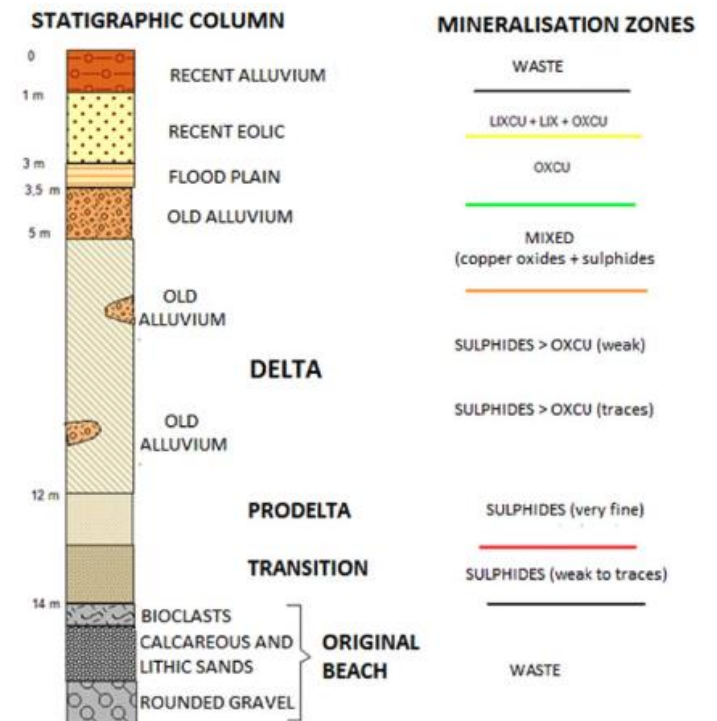 STATIGRAPHIC COLUMN
MINERALISATION ZONES
0
WASTE
RECENT ALLUVIUM
1 m
LIXCU + LIX + OXCU
RECENT EOLIC
3 m
OXCU
FLOOD PLAIN
3,5 m
OLD ALLUVIUM
5 m
MIXED
(copper oxides + sulphides
OLD
ALLUVIUM
SULPHIDES > OXCU (weak)
DELTA
SULPHIDES > OXCU (traces)
OLD
ALLUVIUM
12 m
PRODELTA
SULPHIDES (very fine)
TRANSITION
SULPHIDES (weak to traces)
14 m
BIOCLASTS
CALCAREOUS AND
LITHIC SANDS
ORIGINAL
BEACH
WASTE
ROUNDED GRAVEL